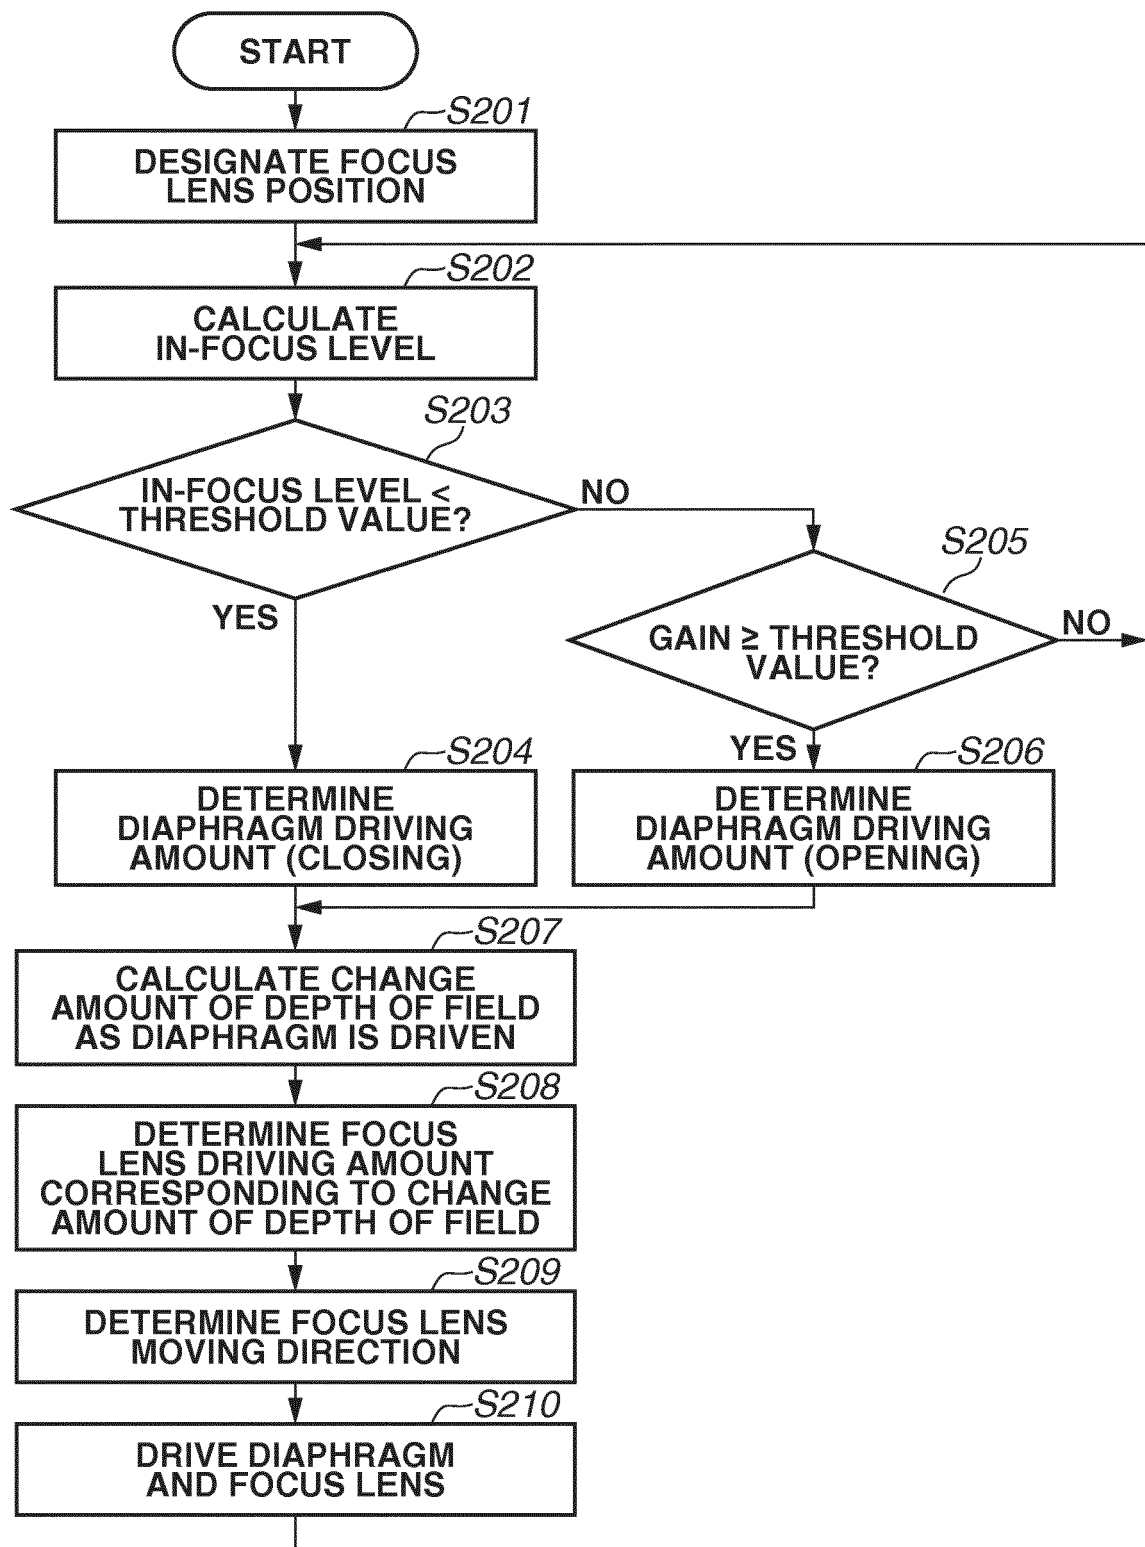 START
S201
DESIGNATE FOCUS
LENS POSITION
S202
CALCULATE
IN-FOCUS LEVEL
S203
IN-FOCUS LEVEL <
THRESHOLD VALUE?
NO
YES
S205
GAIN ≥ THRESHOLD
VALUE?
NO
YES
S204
DETERMINE
DIAPHRAGM DRIVING
AMOUNT (CLOSING)
S206
DETERMINE
DIAPHRAGM DRIVING
AMOUNT (OPENING)
S207
CALCULATE CHANGE
AMOUNT OF DEPTH OF FIELD
AS DIAPHRAGM IS DRIVEN
S208
DETERMINE FOCUS
LENS DRIVING AMOUNT
CORRESPONDING TO CHANGE
AMOUNT OF DEPTH OF FIELD
S209
DETERMINE FOCUS LENS
MOVING DIRECTION
S210
DRIVE DIAPHRAGM
AND FOCUS LENS